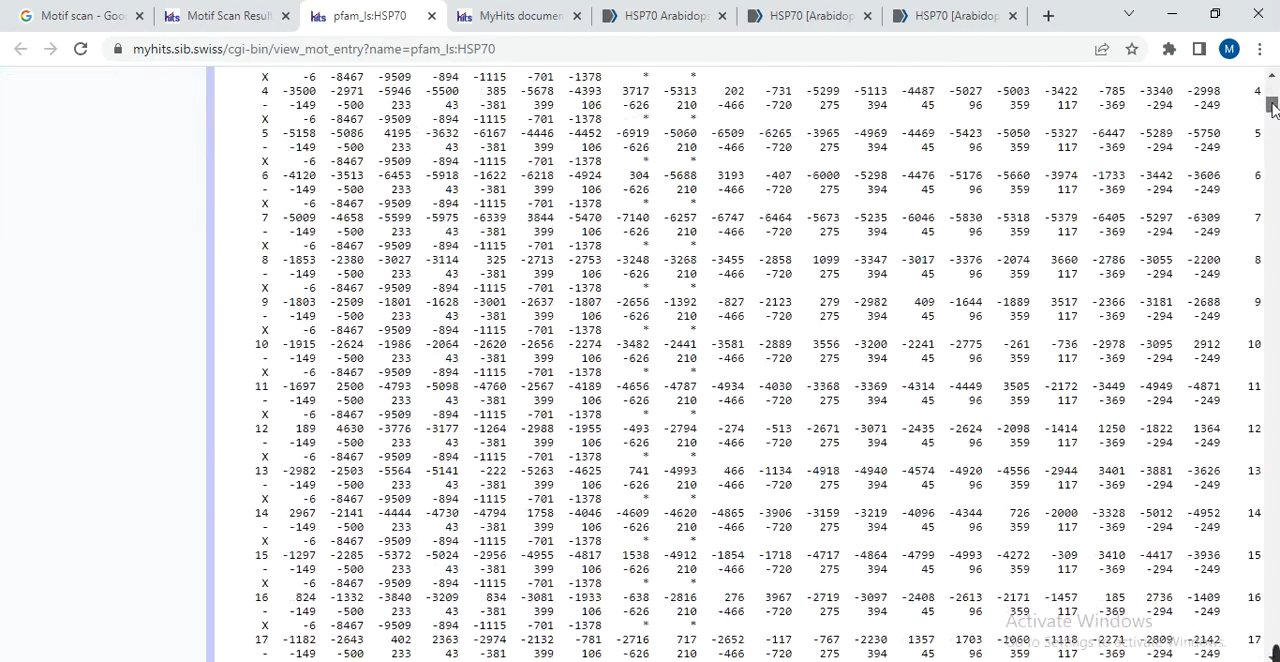 Motif scan - Goo
Motif Scan Result
pfam_ls:HSP70
MyHits documen
HSP70 Arabidops
HSP70 [Arabidop
HSP70 [Arabidop
myhits.sib.swiss/cgi-bin/view_mot_entry?name=pfam_ls:HSP70
M
X -6 -8467 -9509 -894 -1115 -701 -1378 * *
4 -3500 -2971 -5946 -5500 385 -5678 -4393 3717 -5313 202 -731 -5299 -5113 -4487 -5027 -5003 -3422 -785 -3340 -2998 4
- -149 -500 233 43 -381 399 106 -626 210 -466 -720 275 394 45 96 359 117 -369 -294 -249
X -6 -8467 -9509 -894 -1115 -701 -1378 * *
5 -5158 -5086 4195 -3632 -6167 -4446 -4452 -6919 -5060 -6509 -6265 -3965 -4969 -4469 -5423 -5050 -5327 -6447 -5289 -5750 5
- -149 -500 233 43 -381 399 106 -626 210 -466 -720 275 394 45 96 359 117 -369 -294 -249
X -6 -8467 -9509 -894 -1115 -701 -1378 * *
6 -4120 -3513 -6453 -5918 -1622 -6218 -4924 304 -5688 3193 -407 -6000 -5298 -4476 -5176 -5660 -3974 -1733 -3442 -3606 6
- -149 -500 233 43 -381 399 106 -626 210 -466 -720 275 394 45 96 359 117 -369 -294 -249
X -6 -8467 -9509 -894 -1115 -701 -1378 * *
7 -5009 -4658 -5599 -5975 -6339 3844 -5470 -7140 -6257 -6747 -6464 -5673 -5235 -6046 -5830 -5318 -5379 -6405 -5297 -6309 7
- -149 -500 233 43 -381 399 106 -626 210 -466 -720 275 394 45 96 359 117 -369 -294 -249
X -6 -8467 -9509 -894 -1115 -701 -1378 * *
8 -1853 -2380 -3027 -3114 325 -2713 -2753 -3248 -3268 -3455 -2858 1099 -3347 -3017 -3376 -2074 3660 -2786 -3055 -2200 8
- -149 -500 233 43 -381 399 106 -626 210 -466 -720 275 394 45 96 359 117 -369 -294 -249
X -6 -8467 -9509 -894 -1115 -701 -1378 * *
9 -1803 -2509 -1801 -1628 -3001 -2637 -1807 -2656 -1392 -827 -2123 279 -2982 409 -1644 -1889 3517 -2366 -3181 -2688 9
- -149 -500 233 43 -381 399 106 -626 210 -466 -720 275 394 45 96 359 117 -369 -294 -249
X -6 -8467 -9509 -894 -1115 -701 -1378 * *
10 -1915 -2624 -1986 -2064 -2620 -2656 -2274 -3482 -2441 -3581 -2889 3556 -3200 -2241 -2775 -261 -736 -2978 -3095 2912 10
- -149 -500 233 43 -381 399 106 -626 210 -466 -720 275 394 45 96 359 117 -369 -294 -249
X -6 -8467 -9509 -894 -1115 -701 -1378 * *
11 -1697 2500 -4793 -5098 -4760 -2567 -4189 -4656 -4787 -4934 -4030 -3368 -3369 -4314 -4449 3505 -2172 -3449 -4949 -4871 11
- -149 -500 233 43 -381 399 106 -626 210 -466 -720 275 394 45 96 359 117 -369 -294 -249
X -6 -8467 -9509 -894 -1115 -701 -1378 * *
12 189 4630 -3776 -3177 -1264 -2988 -1955 -493 -2794 -274 -513 -2671 -3071 -2435 -2624 -2098 -1414 1250 -1822 1364 12
- -149 -500 233 43 -381 399 106 -626 210 -466 -720 275 394 45 96 359 117 -369 -294 -249
X -6 -8467 -9509 -894 -1115 -701 -1378 * *
13 -2982 -2503 -5564 -5141 -222 -5263 -4625 741 -4993 466 -1134 -4918 -4940 -4574 -4920 -4556 -2944 3401 -3881 -3626 13
- -149 -500 233 43 -381 399 106 -626 210 -466 -720 275 394 45 96 359 117 -369 -294 -249
X -6 -8467 -9509 -894 -1115 -701 -1378 * *
14 2967 -2141 -4444 -4730 -4794 1758 -4046 -4609 -4620 -4865 -3906 -3159 -3219 -4096 -4344 726 -2000 -3328 -5012 -4952 14
- -149 -500 233 43 -381 399 106 -626 210 -466 -720 275 394 45 96 359 117 -369 -294 -249
X -6 -8467 -9509 -894 -1115 -701 -1378 * *
15 -1297 -2285 -5372 -5024 -2956 -4955 -4817 1538 -4912 -1854 -1718 -4717 -4864 -4799 -4993 -4272 -309 3410 -4417 -3936 15
- -149 -500 233 43 -381 399 106 -626 210 -466 -720 275 394 45 96 359 117 -369 -294 -249
X -6 -8467 -9509 -894 -1115 -701 -1378 * *
16 824 -1332 -3840 -3209 834 -3081 -1933 -638 -2816 276 3967 -2719 -3097 -2408 -2613 -2171 -1457 185 2736 -1409 16
- -149 -500 233 43 -381 399 106 -626 210 -466 -720 275 394 45 96 359 117 -369 -294 -249
X -6 -8467 -9509 -894 -1115 -701 -1378 * *
Activate Windows
17 -1182 -2643 402 2363 -2974 -2132 -781 -2716 717 -2652 -117 -767 -2230 1357 1703 -1060 -1118 -2271 -2809 -2142 17
Go to Settings to activate Windows.
- -149 -500 233 43 -381 399 106 -626 210 -466 -720 275 394 45 96 359 117 -369 -294 -249